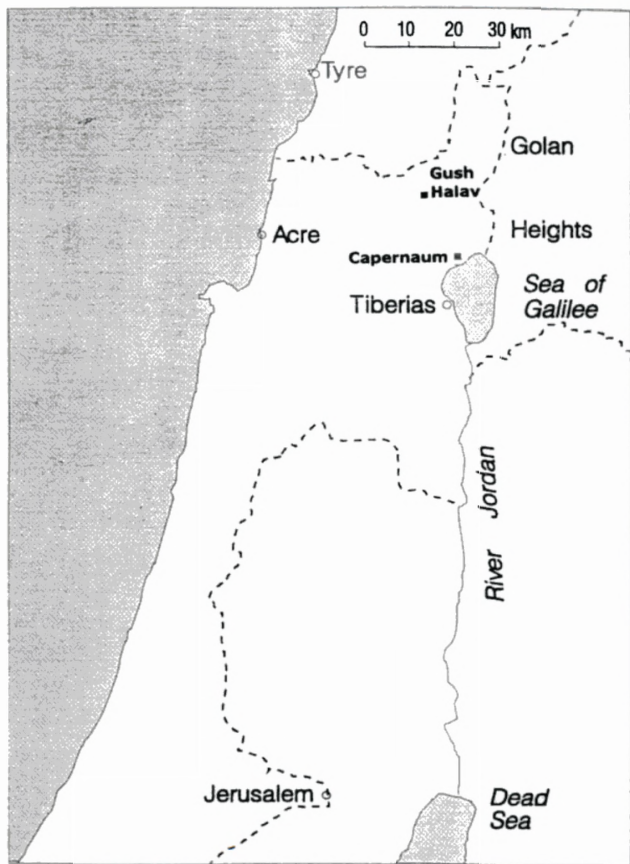 0 10 20 30 km
Tyre
Golan
Gush
Halav
Acre
Heights
Capernaum
Sea of
Galilee
Tiberias
River Jordan
Jerusalem
Dead
Sea